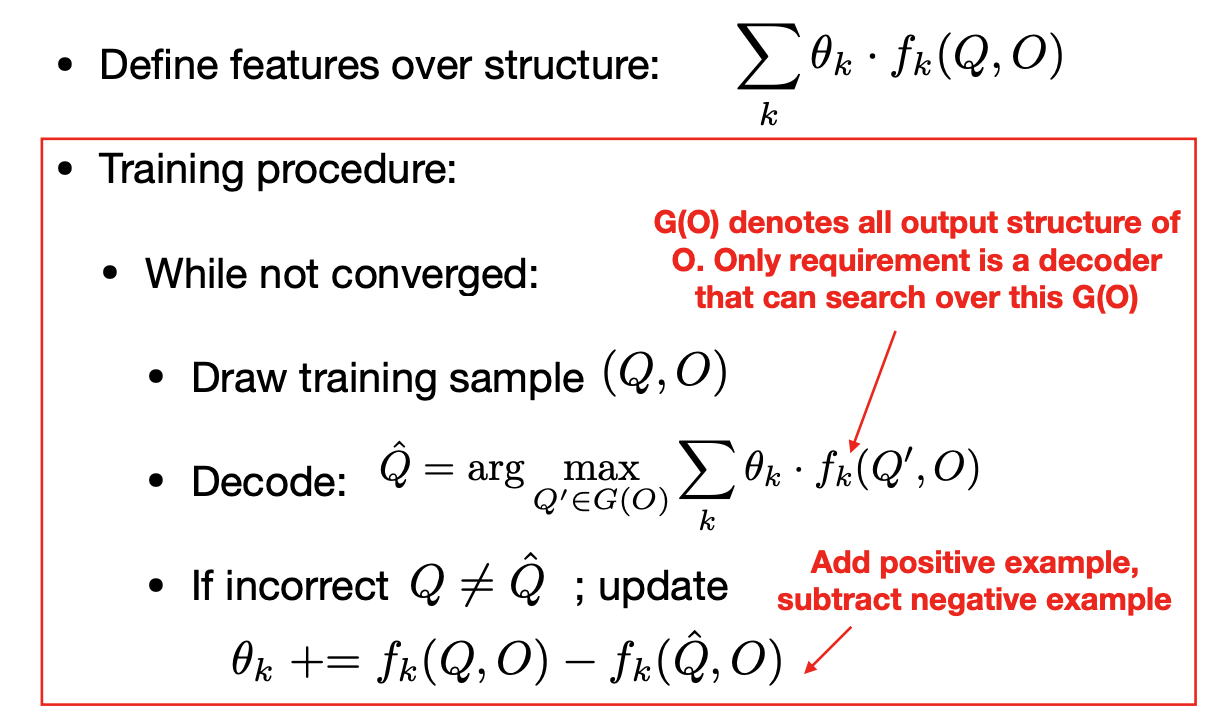 • Define features over structure: ∑_k θ_k · f_k(Q, O)
• Training procedure:
G(O) denotes all output structure of
O. Only requirement is a decoder
that can search over this G(O)
• While not converged:
• Draw training sample (Q, O)
• Decode: Q̂ = arg max_{Q′∈G(O)} ∑_k θ_k · f_k(Q′, O)
Add positive example,
subtract negative example
• If incorrect Q ≠ Q̂ ; update
θ_k += f_k(Q, O) − f_k(Q̂, O)